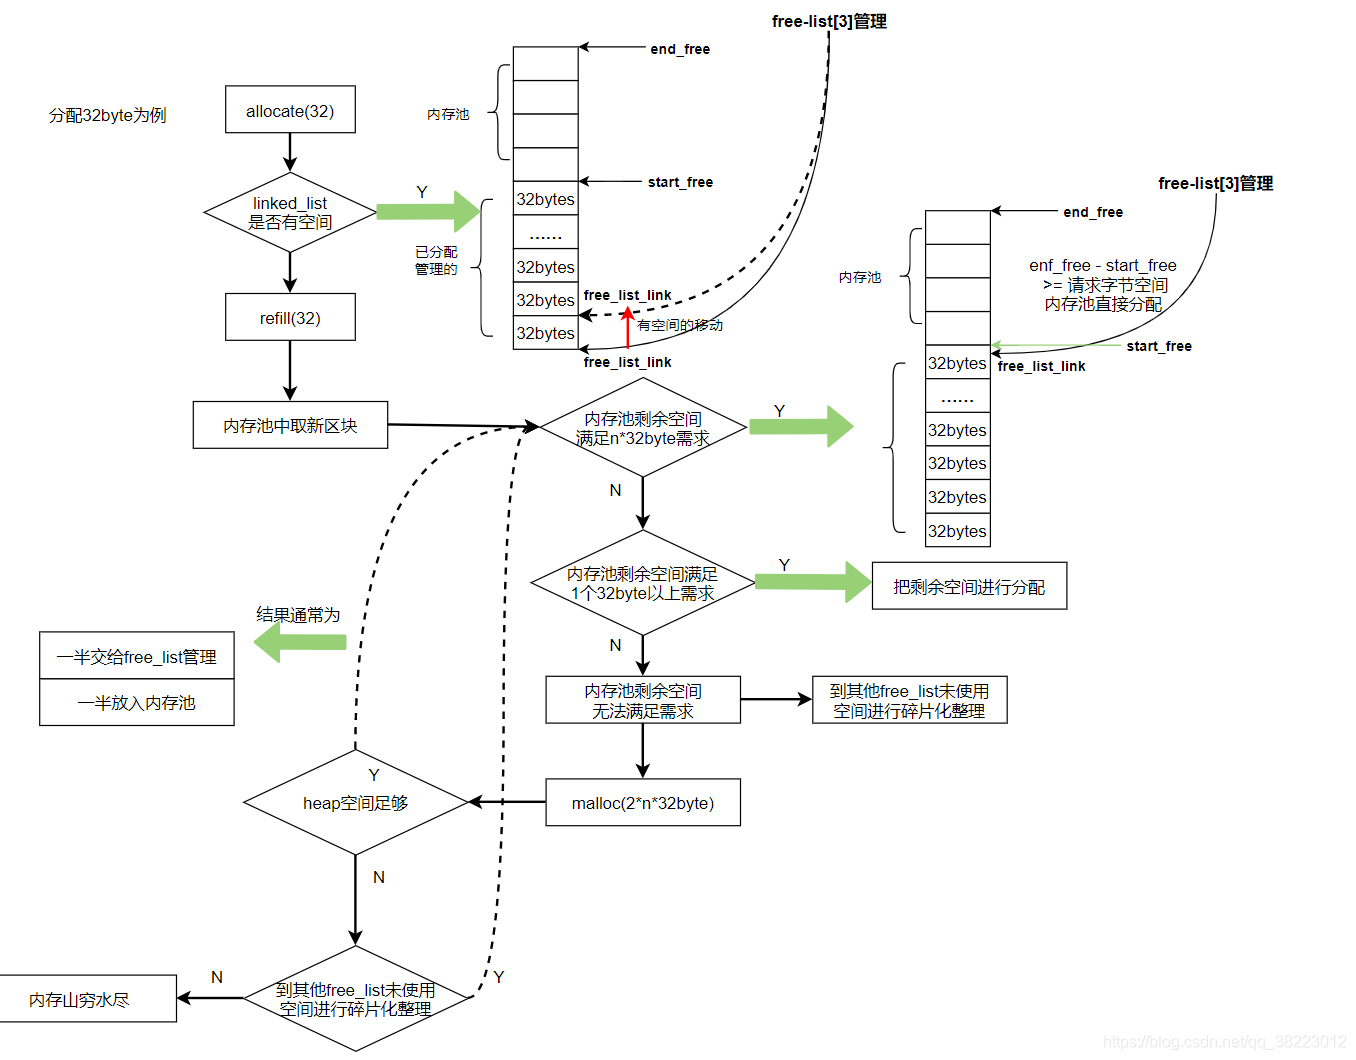 free-list[3]管理
end_free
分配32byte为例
allocate(32)
内存池
start_free
linked_list
是否有空间
Y
32bytes
......
已分配
管理的
32bytes
32bytes
32bytes
free_list_link
有空间的移动
free_list_link
refill(32)
free-list[3]管理
end_free
enf_free - start_free
>= 请求字节空间
内存池直接分配
内存池
start_free
free_list_link
32bytes
......
32bytes
32bytes
32bytes
32bytes
内存池中取新区块
内存池剩余空间
满足n*32byte需求
Y
N
内存池剩余空间满足
1个32byte以上需求
Y
把剩余空间进行分配
N
结果通常为
一半交给free_list管理
一半放入内存池
内存池剩余空间
无法满足需求
到其他free_list未使用
空间进行碎片化整理
malloc(2*n*32byte)
Y
heap空间足够
N
到其他free_list未使用
空间进行碎片化整理
Y
N
内存山穷水尽
https://blog.csdn.net/qq_38223012